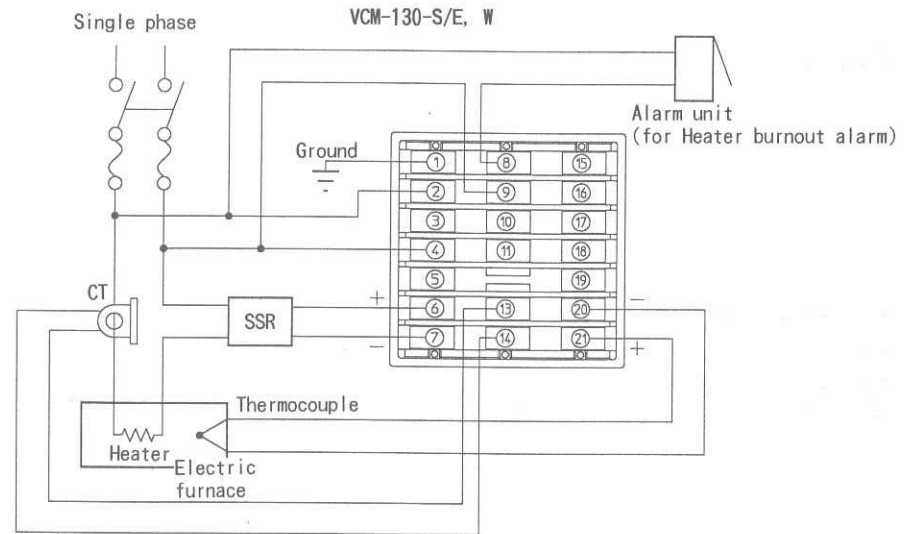 VCM-130-S/E, W
Single phase
Alarm unit
(for Heater burnout alarm)
Ground
1 8 15
2 9 16
3 10 17
4 11 18
5 19
CT
+ 6 13 20 −
SSR
− 7 14 21 +
Thermocouple
Heater
Electric
furnace